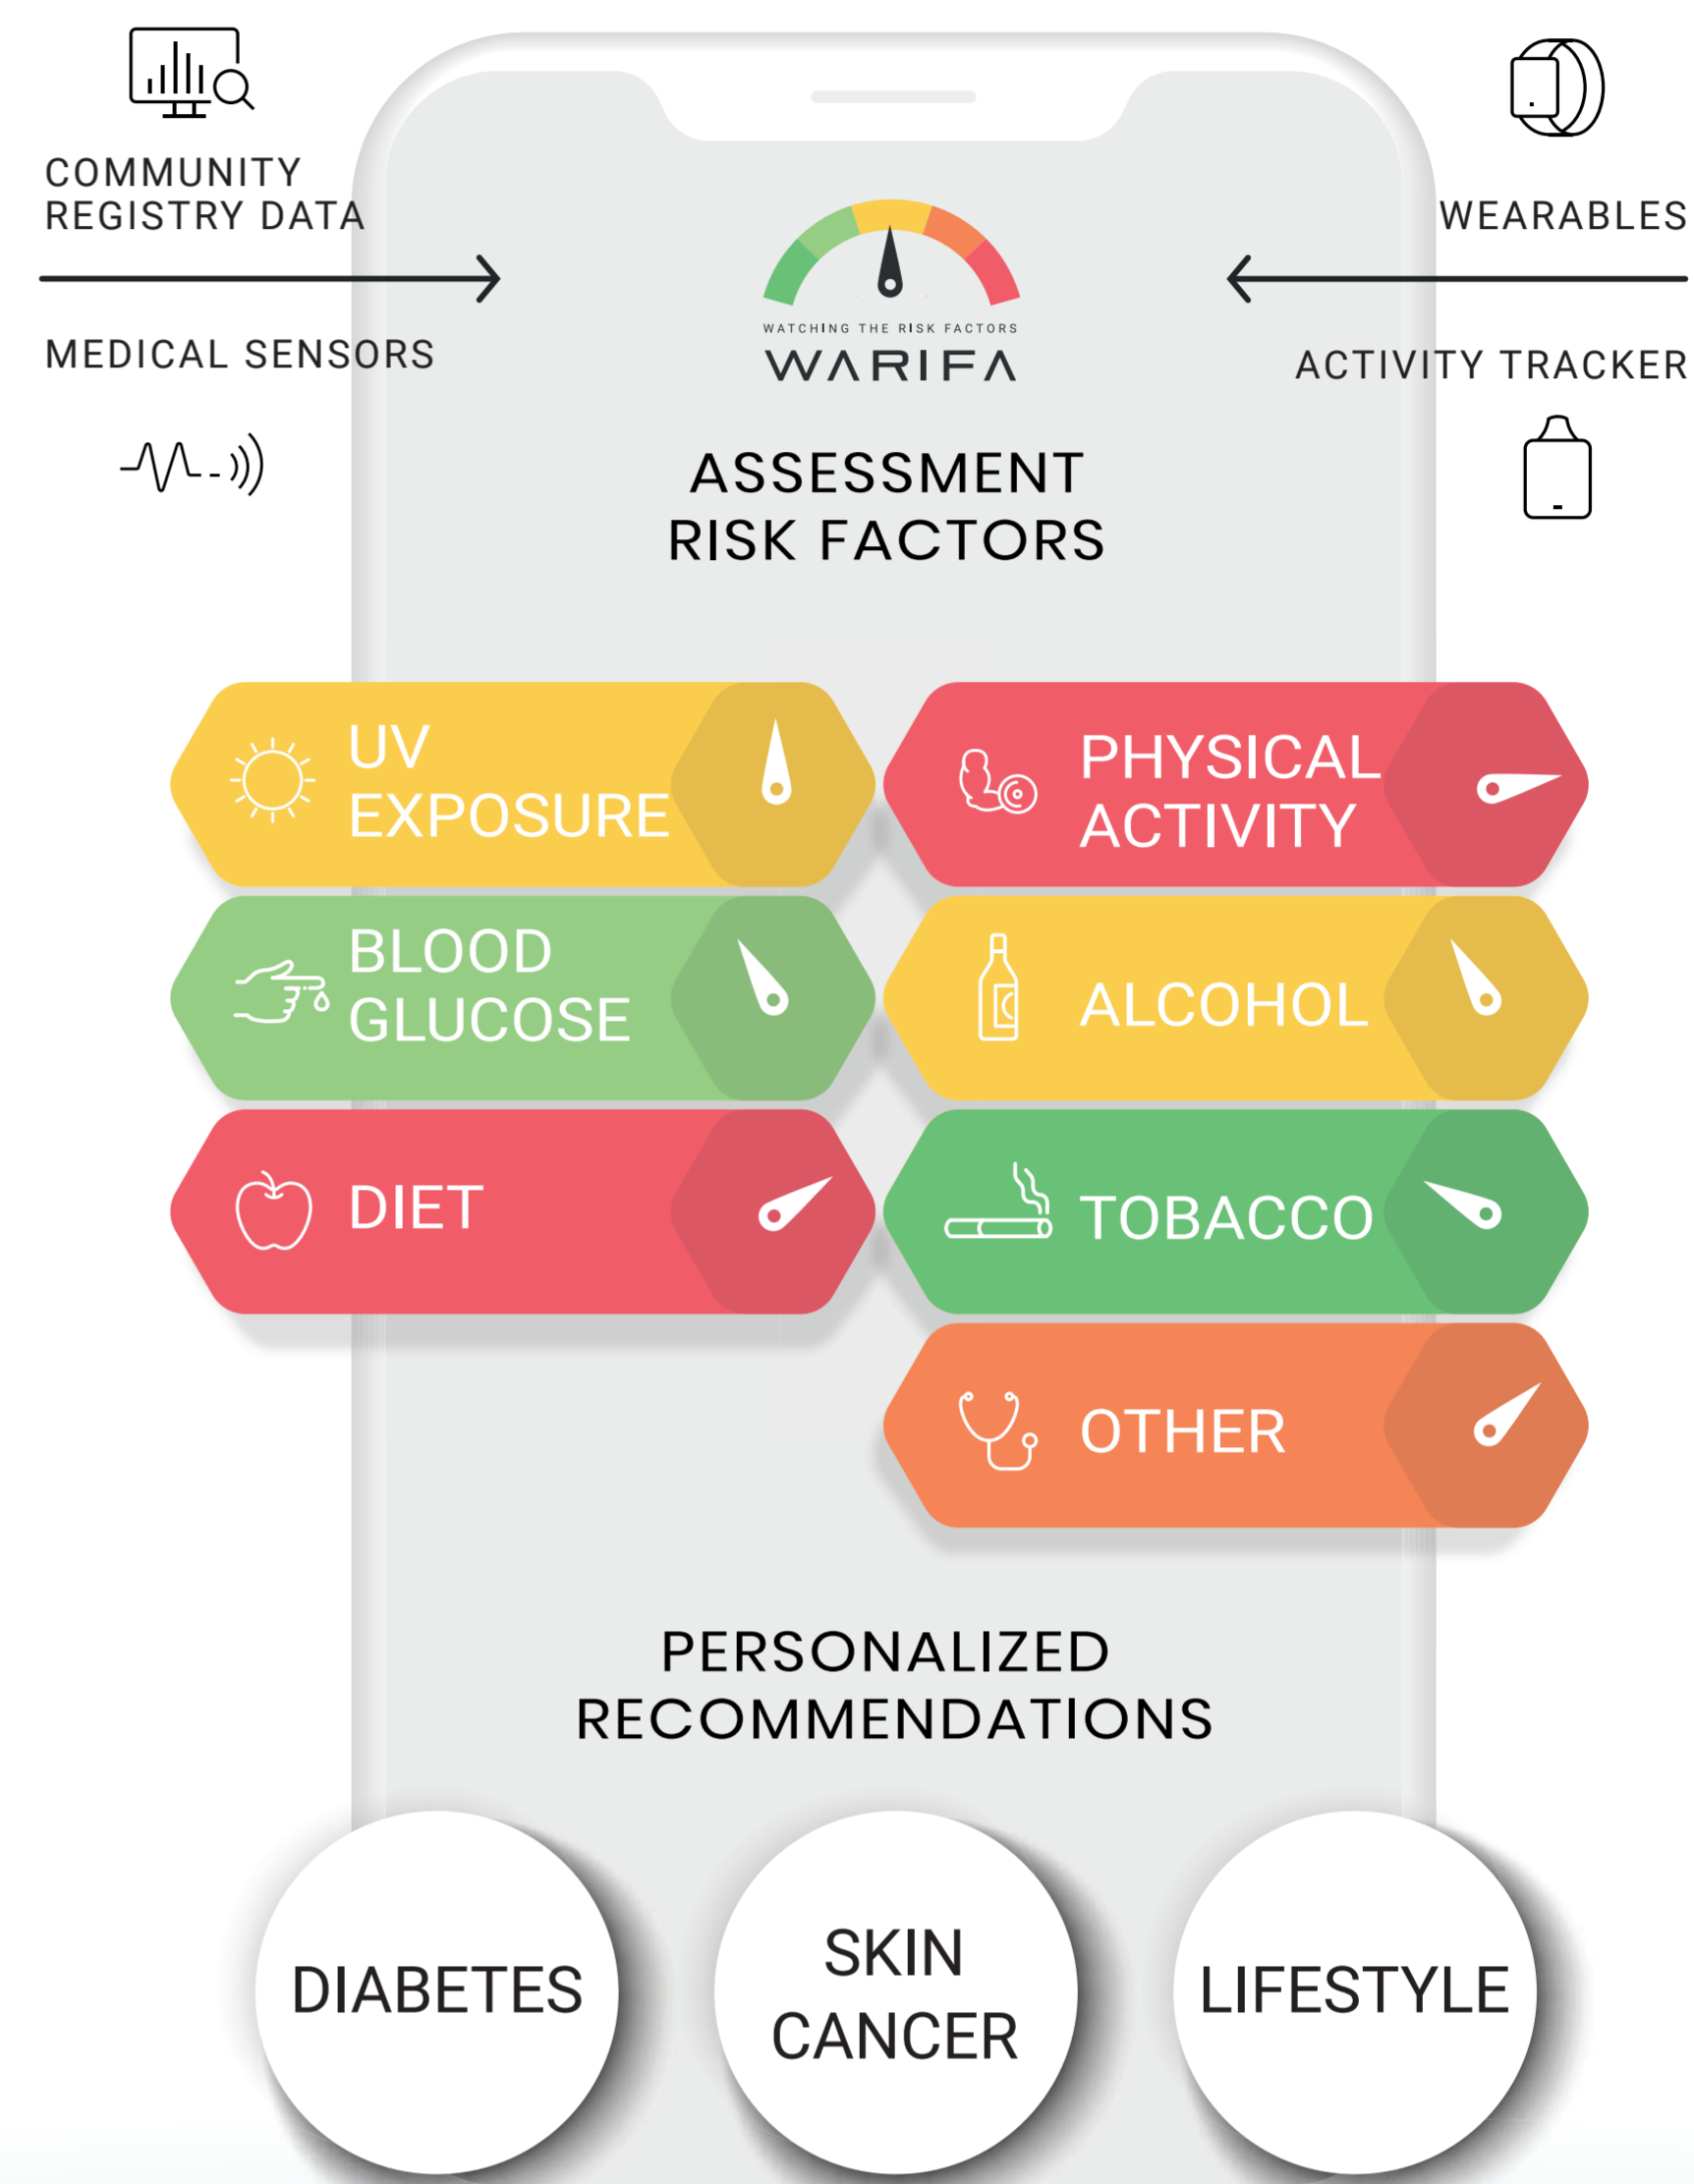 COMMUNITY
REGISTRY DATA
MEDICAL SENSORS
WEARABLES
ACTIVITY TRACKER
WATCHING THE RISK FACTORS
WARIFA
ASSESSMENT
RISK FACTORS
UV
EXPOSURE
PHYSICAL
ACTIVITY
BLOOD
GLUCOSE
ALCOHOL
DIET
TOBACCO
OTHER
PERSONALIZED
RECOMMENDATIONS
DIABETES
SKIN
CANCER
LIFESTYLE